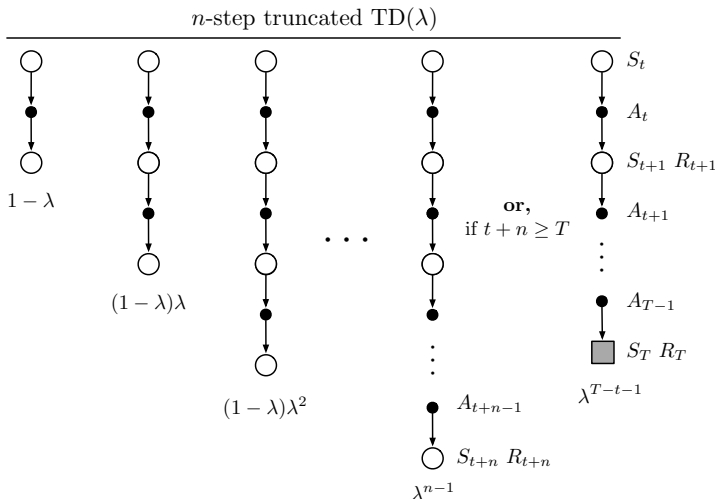 n-step truncated TD(λ)
S_t
A_t
S_{t+1} R_{t+1}
1 − λ
or,
A_{t+1}
if t + n ≥ T
. . .
(1 − λ)λ
A_{T−1}
S_T R_T
(1 − λ)λ^2
λ^{T−t−1}
A_{t+n−1}
S_{t+n} R_{t+n}
λ^{n−1}